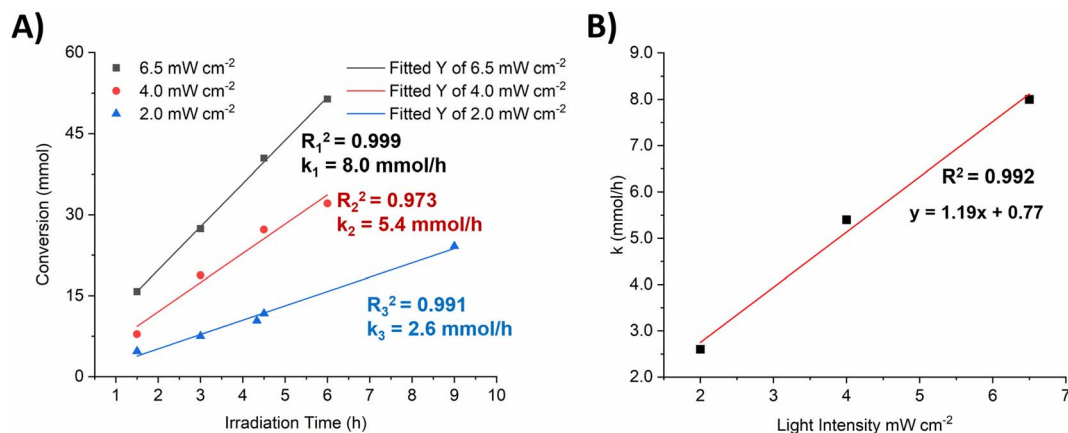 A)
6.5 mW cm⁻²
4.0 mW cm⁻²
2.0 mW cm⁻²
Fitted Y of 6.5 mW cm⁻²
Fitted Y of 4.0 mW cm⁻²
Fitted Y of 2.0 mW cm⁻²
R₁² = 0.999
k₁ = 8.0 mmol/h
R₂² = 0.973
k₂ = 5.4 mmol/h
R₃² = 0.991
k₃ = 2.6 mmol/h
Conversion (mmol)
60
45
30
15
0
1 2 3 4 5 6 7 8 9 10
Irradiation Time (h)
B)
k (mmol/h)
9.0
8.0
7.0
6.0
5.0
4.0
3.0
2.0
R² = 0.992
y = 1.19x + 0.77
2 3 4 5 6 7
Light Intensity mW cm⁻²